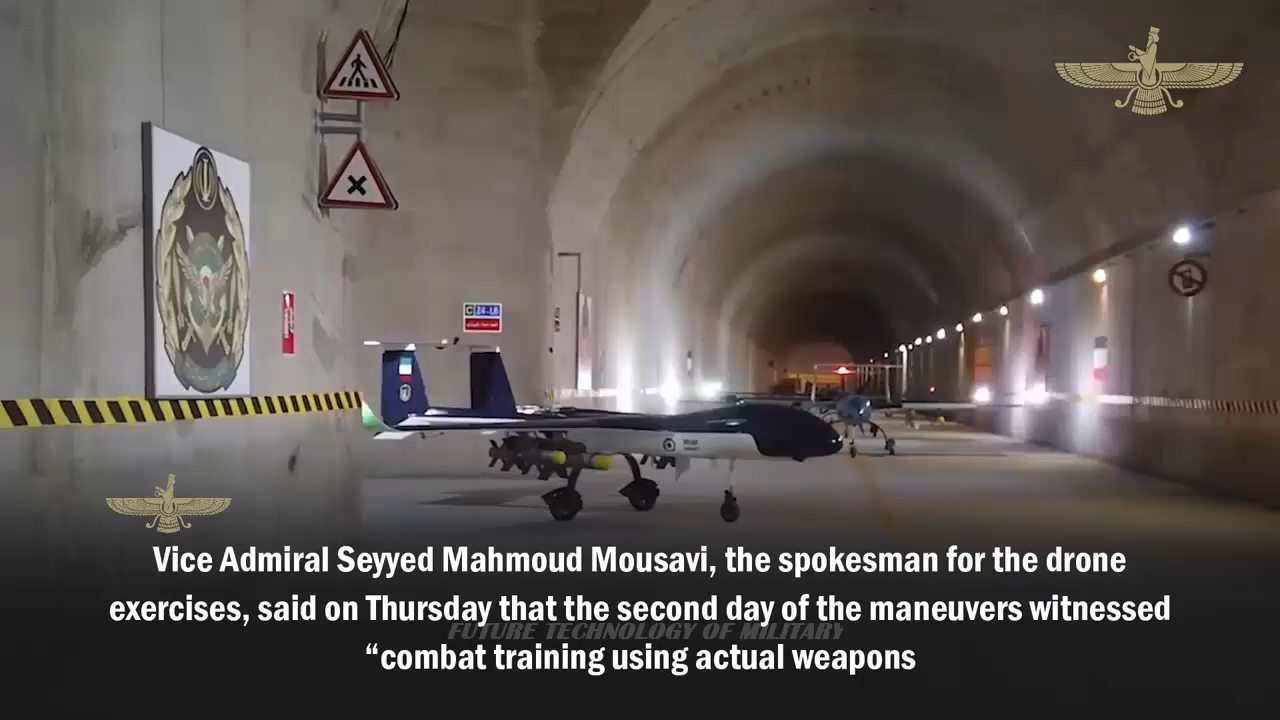 Vice Admiral Seyyed Mahmoud Mousavi, the spokesman for the drone
exercises, said on Thursday that the second day of the maneuvers witnessed
FUTURE TECHNOLOGY OF MILITARY
“combat training using actual weapons